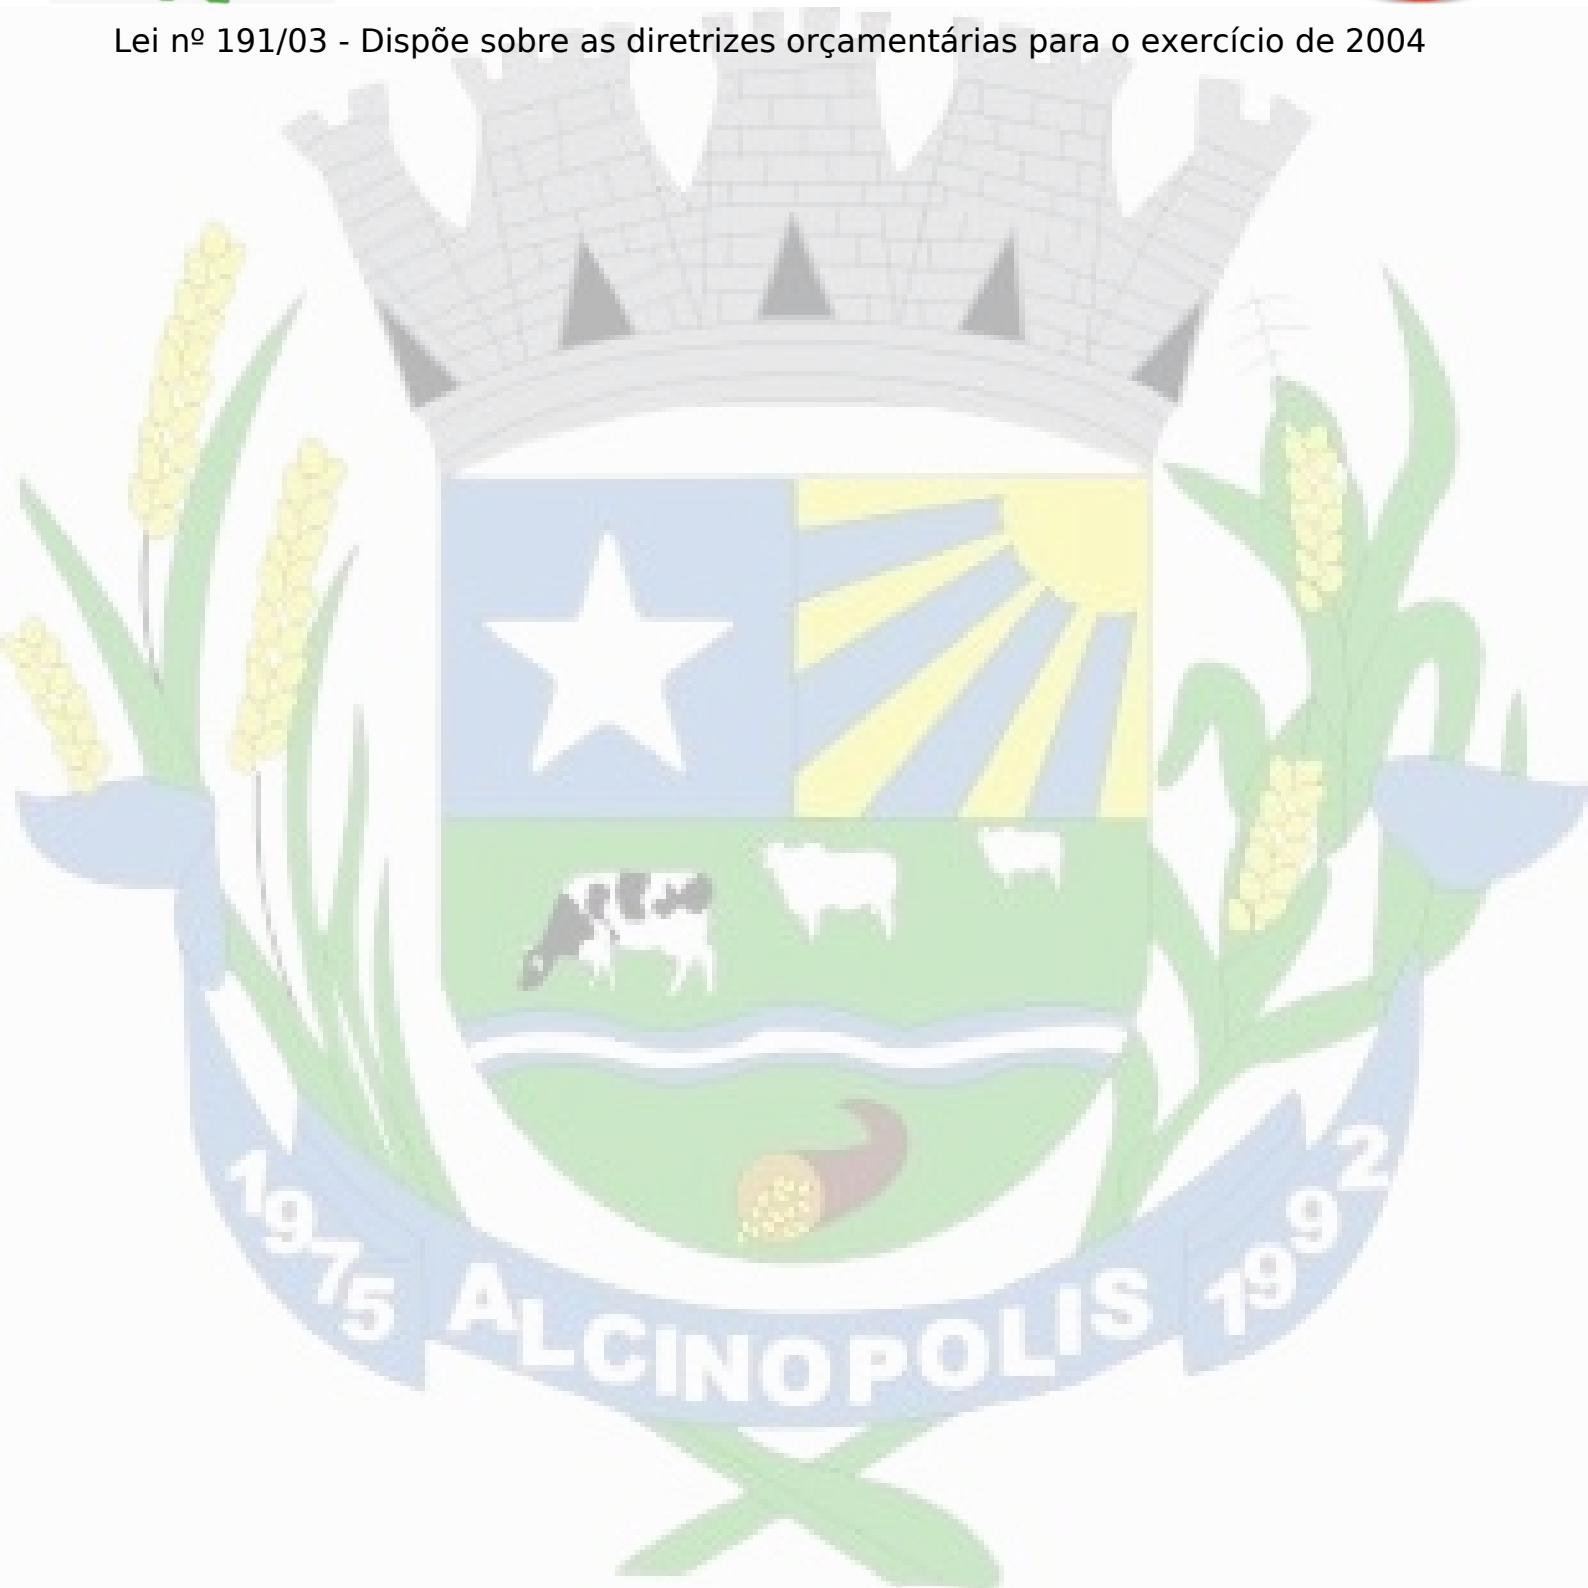 Lei nº 191/03 - Dispõe sobre as diretrizes orçamentárias para o exercício de 2004
1975 ALCINOPOLIS 1992